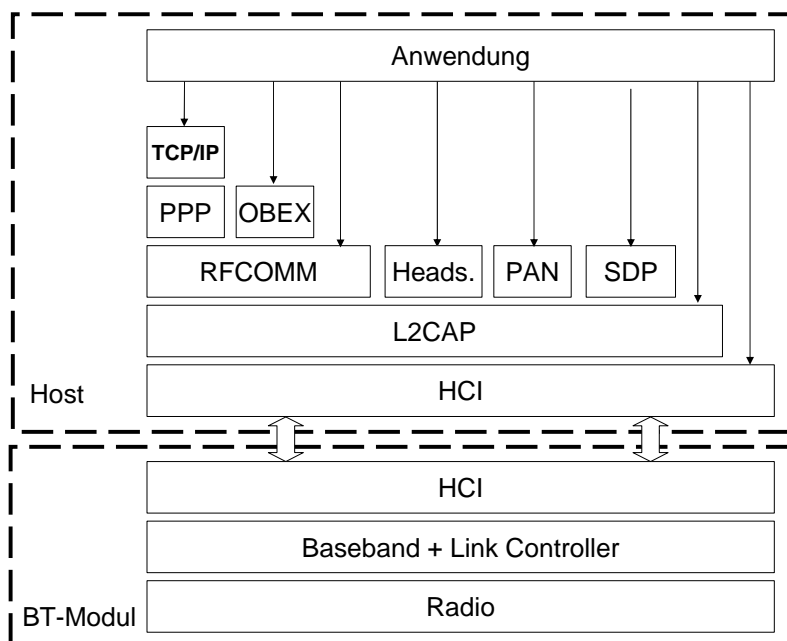 Anwendung
TCP/IP
PPP
OBEX
RFCOMM
Heads.
PAN
SDP
L2CAP
HCI
Host
HCI
Baseband + Link Controller
Radio
BT-Modul